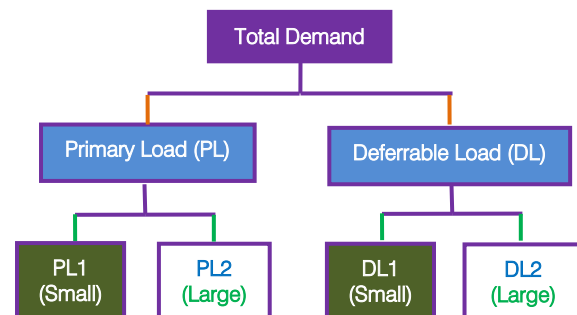 Total Demand
Primary Load (PL)
Deferrable Load (DL)
PL1
(Small)
PL2
(Large)
DL1
(Small)
DL2
(Large)